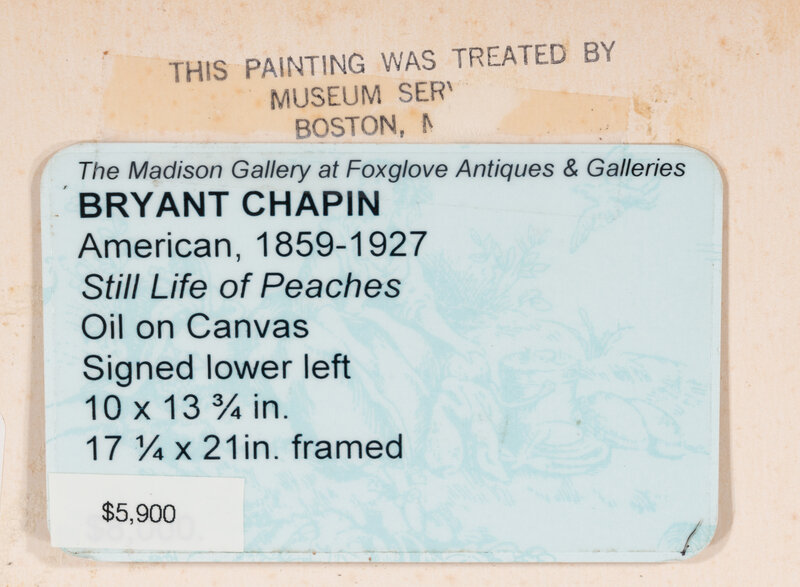 THIS PAINTING WAS TREATED BY
MUSEUM
BOSTON,
The Madison Gallery at Foxglove Antiques & Galleries
BRYANT CHAPIN
American, 1859-1927
Still Life of Peaches
Oil on Canvas
Signed lower left
10 x 13 ¾ in.
17 ¼ x 21in. framed
$5,900